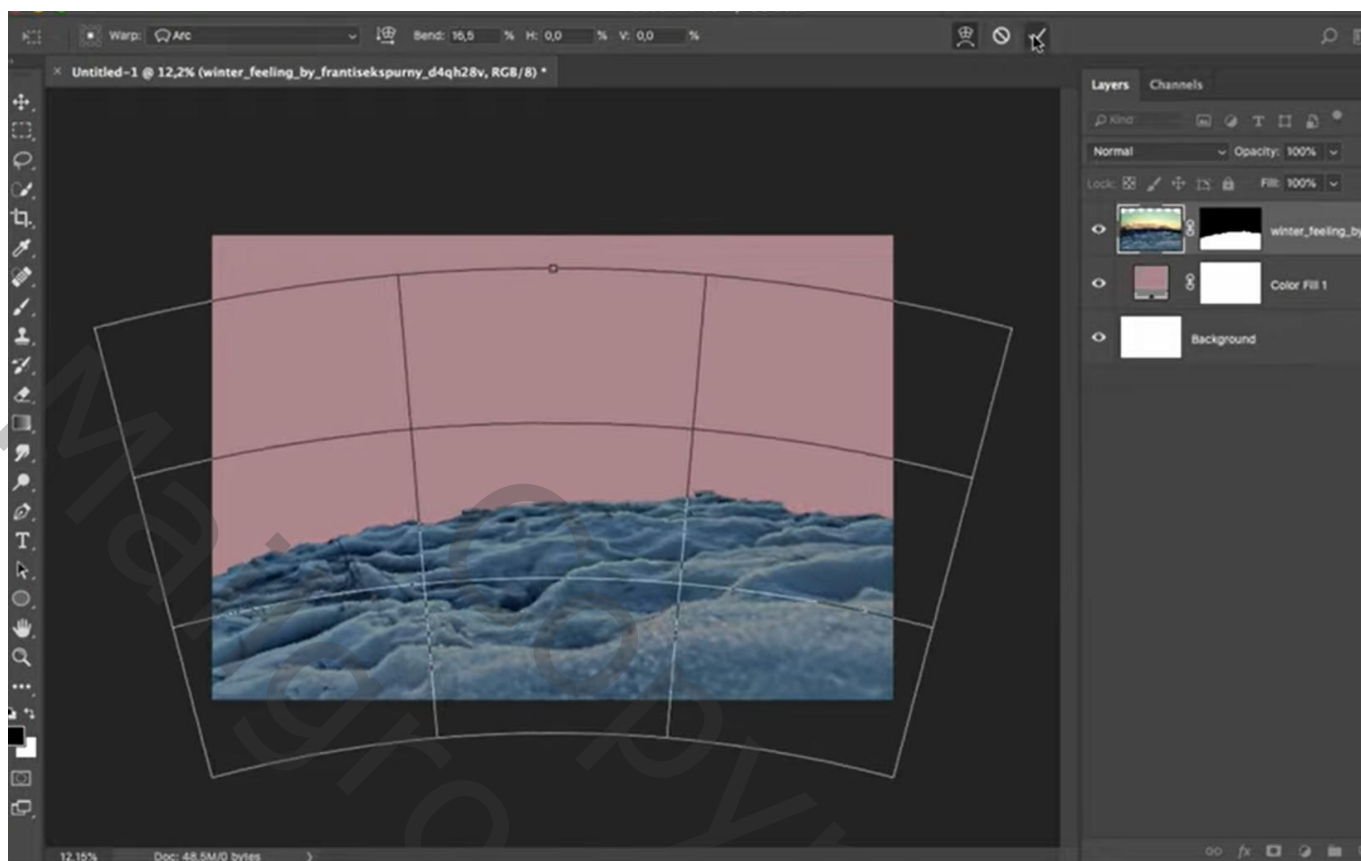 Warp: Arc Bend: 16,5 % H: 0,0 % V: 0,0 %
× Untitled-1 @ 12,2% (winter_feeling_by_frantisekspurny_d4qh28v, RGB/8) *
Layers Channels
Kind
Normal Opacity: 100%
Lock: Fill: 100%
winter_feeling_by
Color Fill 1
Background
12.15% Doc: 48.5M/0 bytes